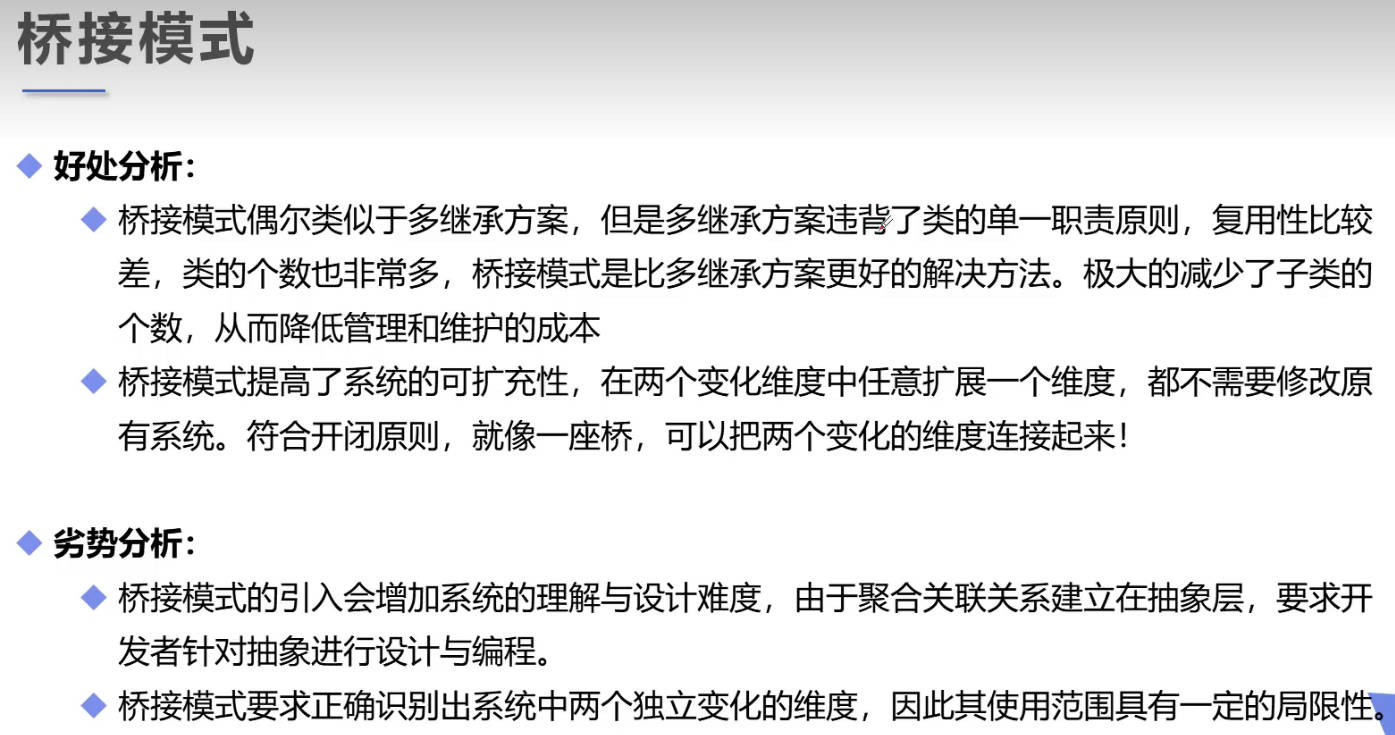 桥接模式
好处分析：
桥接模式偶尔类似于多继承方案，但是多继承方案违背了类的单一职责原则，复用性比较
差，类的个数也非常多，桥接模式是比多继承方案更好的解决方法。极大的减少了子类的
个数，从而降低管理和维护的成本
桥接模式提高了系统的可扩充性，在两个变化维度中任意扩展一个维度，都不需要修改原
有系统。符合开闭原则，就像一座桥，可以把两个变化的维度连接起来！
劣势分析：
桥接模式的引入会增加系统的理解与设计难度，由于聚合关联关系建立在抽象层，要求开
发者针对抽象进行设计与编程。
桥接模式要求正确识别出系统中两个独立变化的维度，因此其使用范围具有一定的局限性。